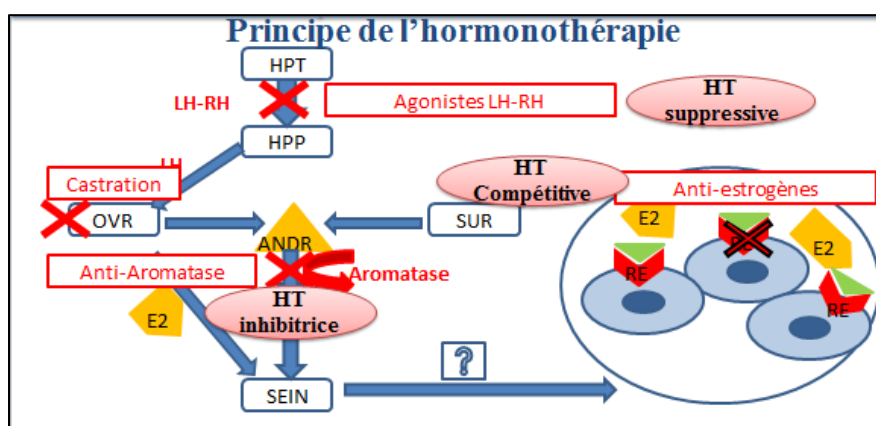 Principe de l'hormonothérapie
HPT
LH-RH
Agonistes LH-RH
HT
suppressive
HPP
LH
Castration
HT
Compétitive
Anti-estrogènes
OVR
SUR
E2
RE
E2
ANDR
Anti-Aromatase
Aromatase
RE
RE
E2
HT
inhibitrice
?
SEIN